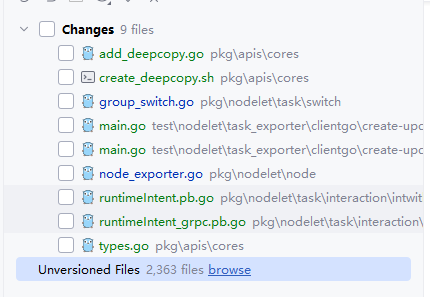 Changes 9 files
add_deepcopy.go pkg\apis\cores
create_deepcopy.sh pkg\apis\cores
group_switch.go pkg\nodelet\task\switch
main.go test\nodelet\task_exporter\clientgo\create-upd
main.go test\nodelet\task_exporter\clientgo\create-upd
node_exporter.go pkg\nodelet\node
runtimeIntent.pb.go pkg\nodelet\task\interaction\intwit
runtimeIntent_grpc.pb.go pkg\nodelet\task\interaction\
types.go pkg\apis\cores
Unversioned Files 2,363 files browse